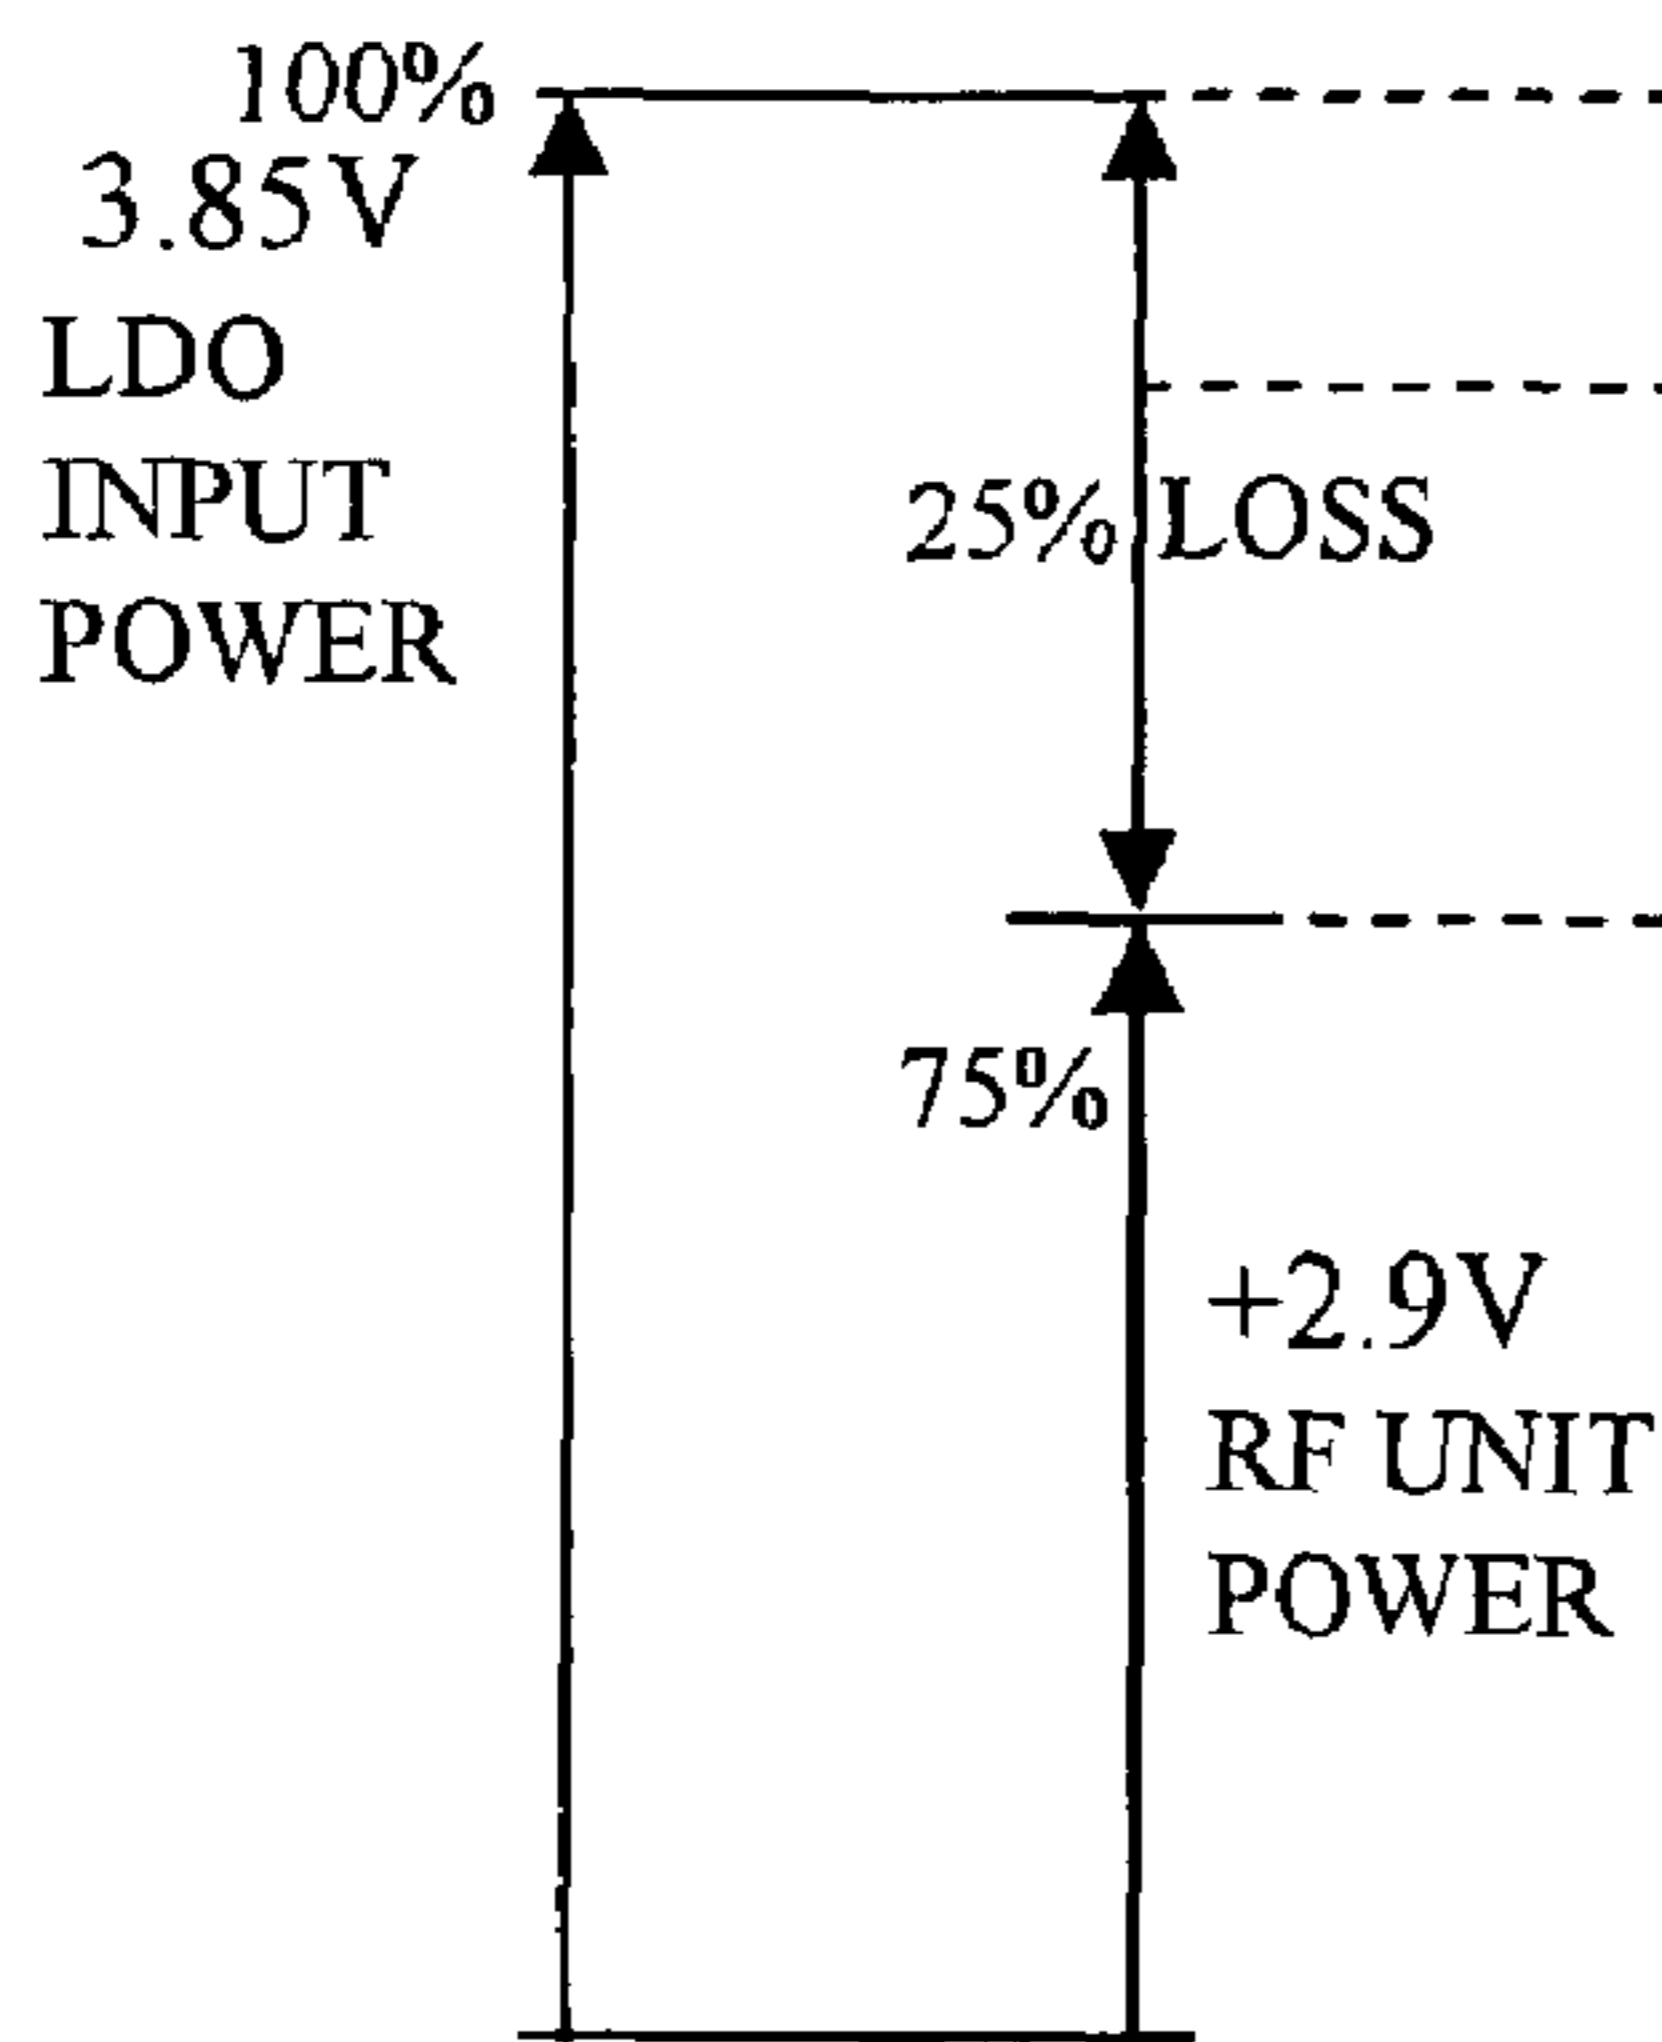 100%
3.85V
LDO
INPUT
POWER
25% LOSS
75%
+2.9V
RF UNIT
POWER